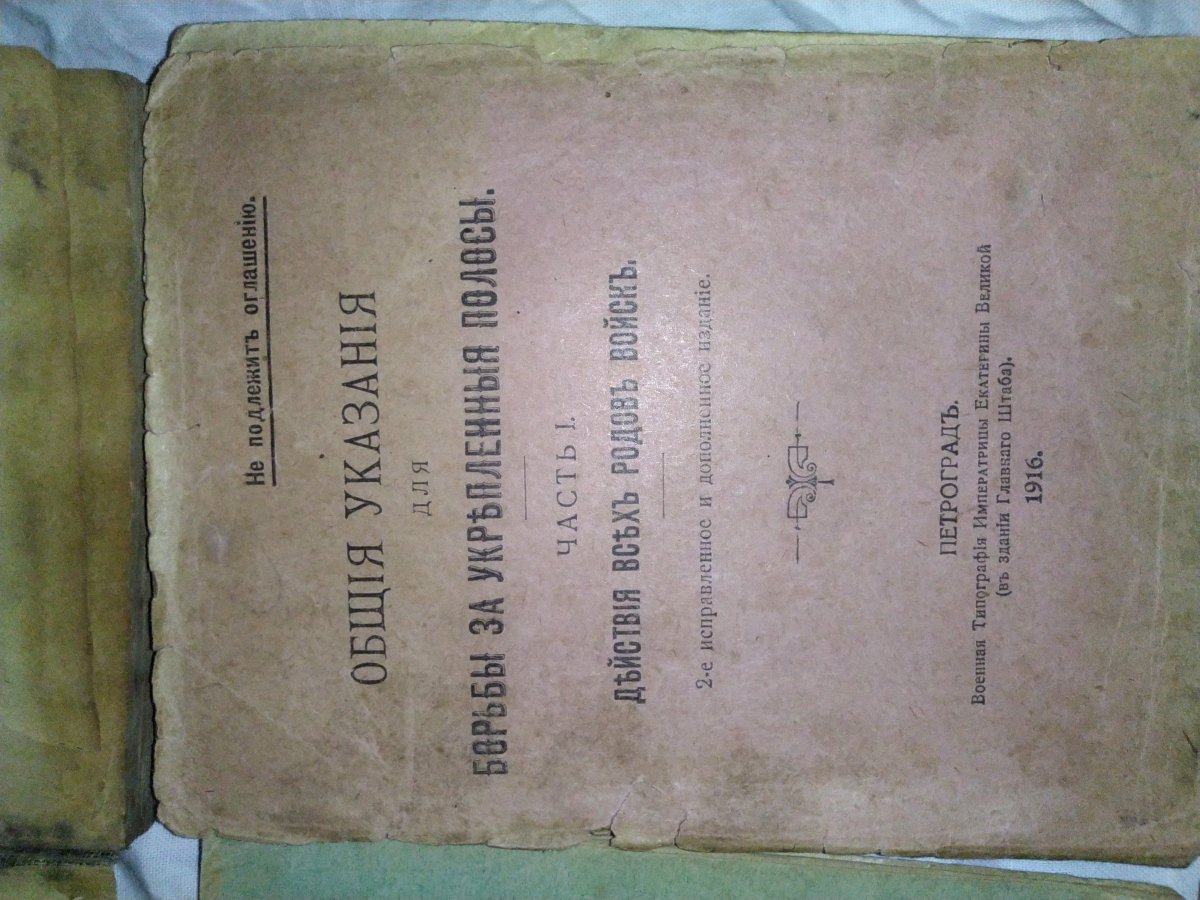 Не подлежитъ оглашенію.
ОБЩІЯ УКАЗАНІЯ
ДЛЯ
БОРЬБЫ ЗА УКРѢПЛЕННЫЯ ПОЛОСЫ.
ЧАСТЬ I.
ДѢЙСТВІЯ ВСѢХЪ РОДОВЪ ВОЙСКЪ.
2-е исправленное и дополненное изданіе.
ПЕТРОГРАДЪ.
Военная Типографія Императрицы Екатерины Великой
(въ зданіи Главнаго Штаба).
1916.